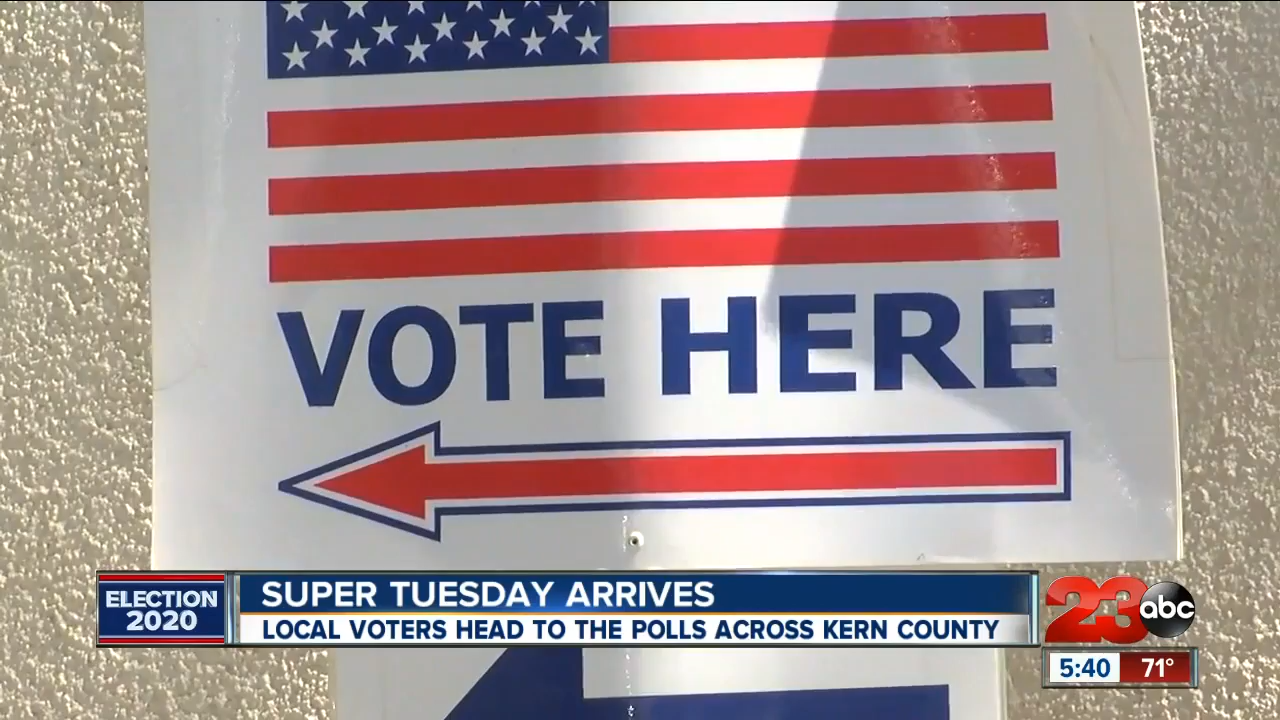 VOTE HERE
ELECTION
2020
SUPER TUESDAY ARRIVES
LOCAL VOTERS HEAD TO THE POLLS ACROSS KERN COUNTY
23 abc
5:40 71°